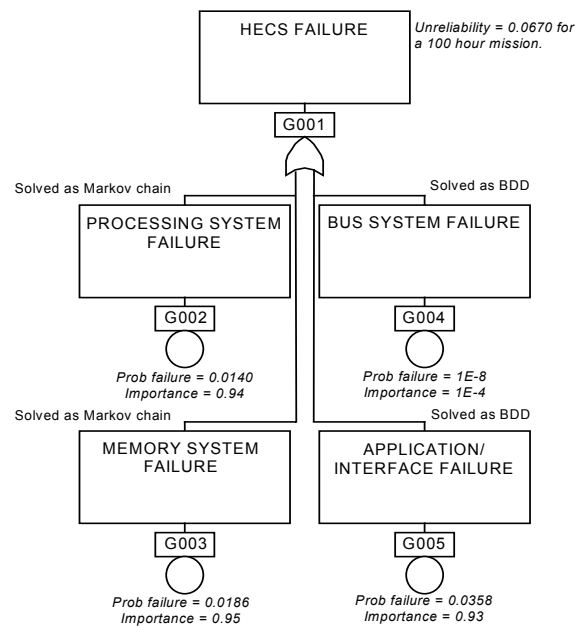 HECS FAILURE
Unreliability = 0.0670 for
a 100 hour mission.
G001
Solved as Markov chain
Solved as BDD
PROCESSING SYSTEM
FAILURE
BUS SYSTEM FAILURE
G002
G004
Prob failure = 0.0140
Importance = 0.94
Prob failure = 1E-8
Importance = 1E-4
Solved as Markov chain
Solved as BDD
MEMORY SYSTEM
FAILURE
APPLICATION/
INTERFACE FAILURE
G003
G005
Prob failure = 0.0186
Importance = 0.95
Prob failure = 0.0358
Importance = 0.93